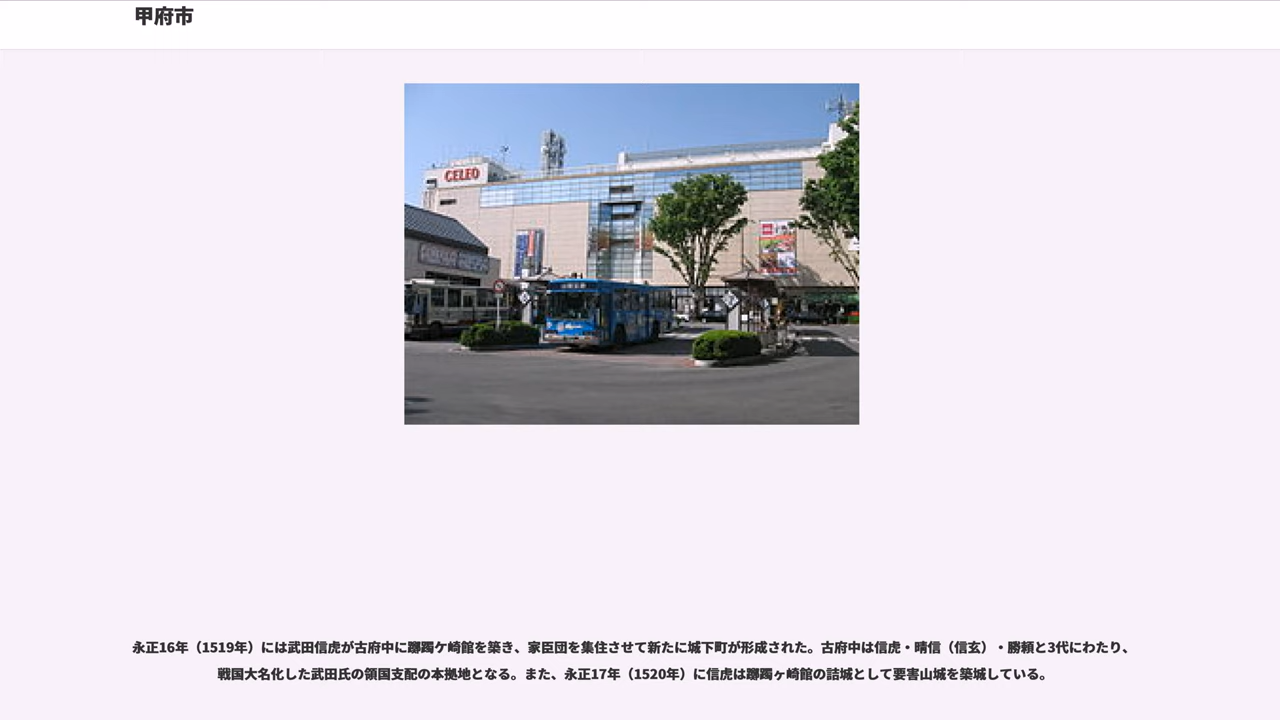 甲府市
CELEO
永正16年（1519年）には武田信虎が古府中に躑躅ケ崎館を築き、家臣団を集住させて新たに城下町が形成された。古府中は信虎・晴信（信玄）・勝頼と3代にわたり、
戦国大名化した武田氏の領国支配の本拠地となる。また、永正17年（1520年）に信虎は躑躅ヶ崎館の詰城として要害山城を築城している。